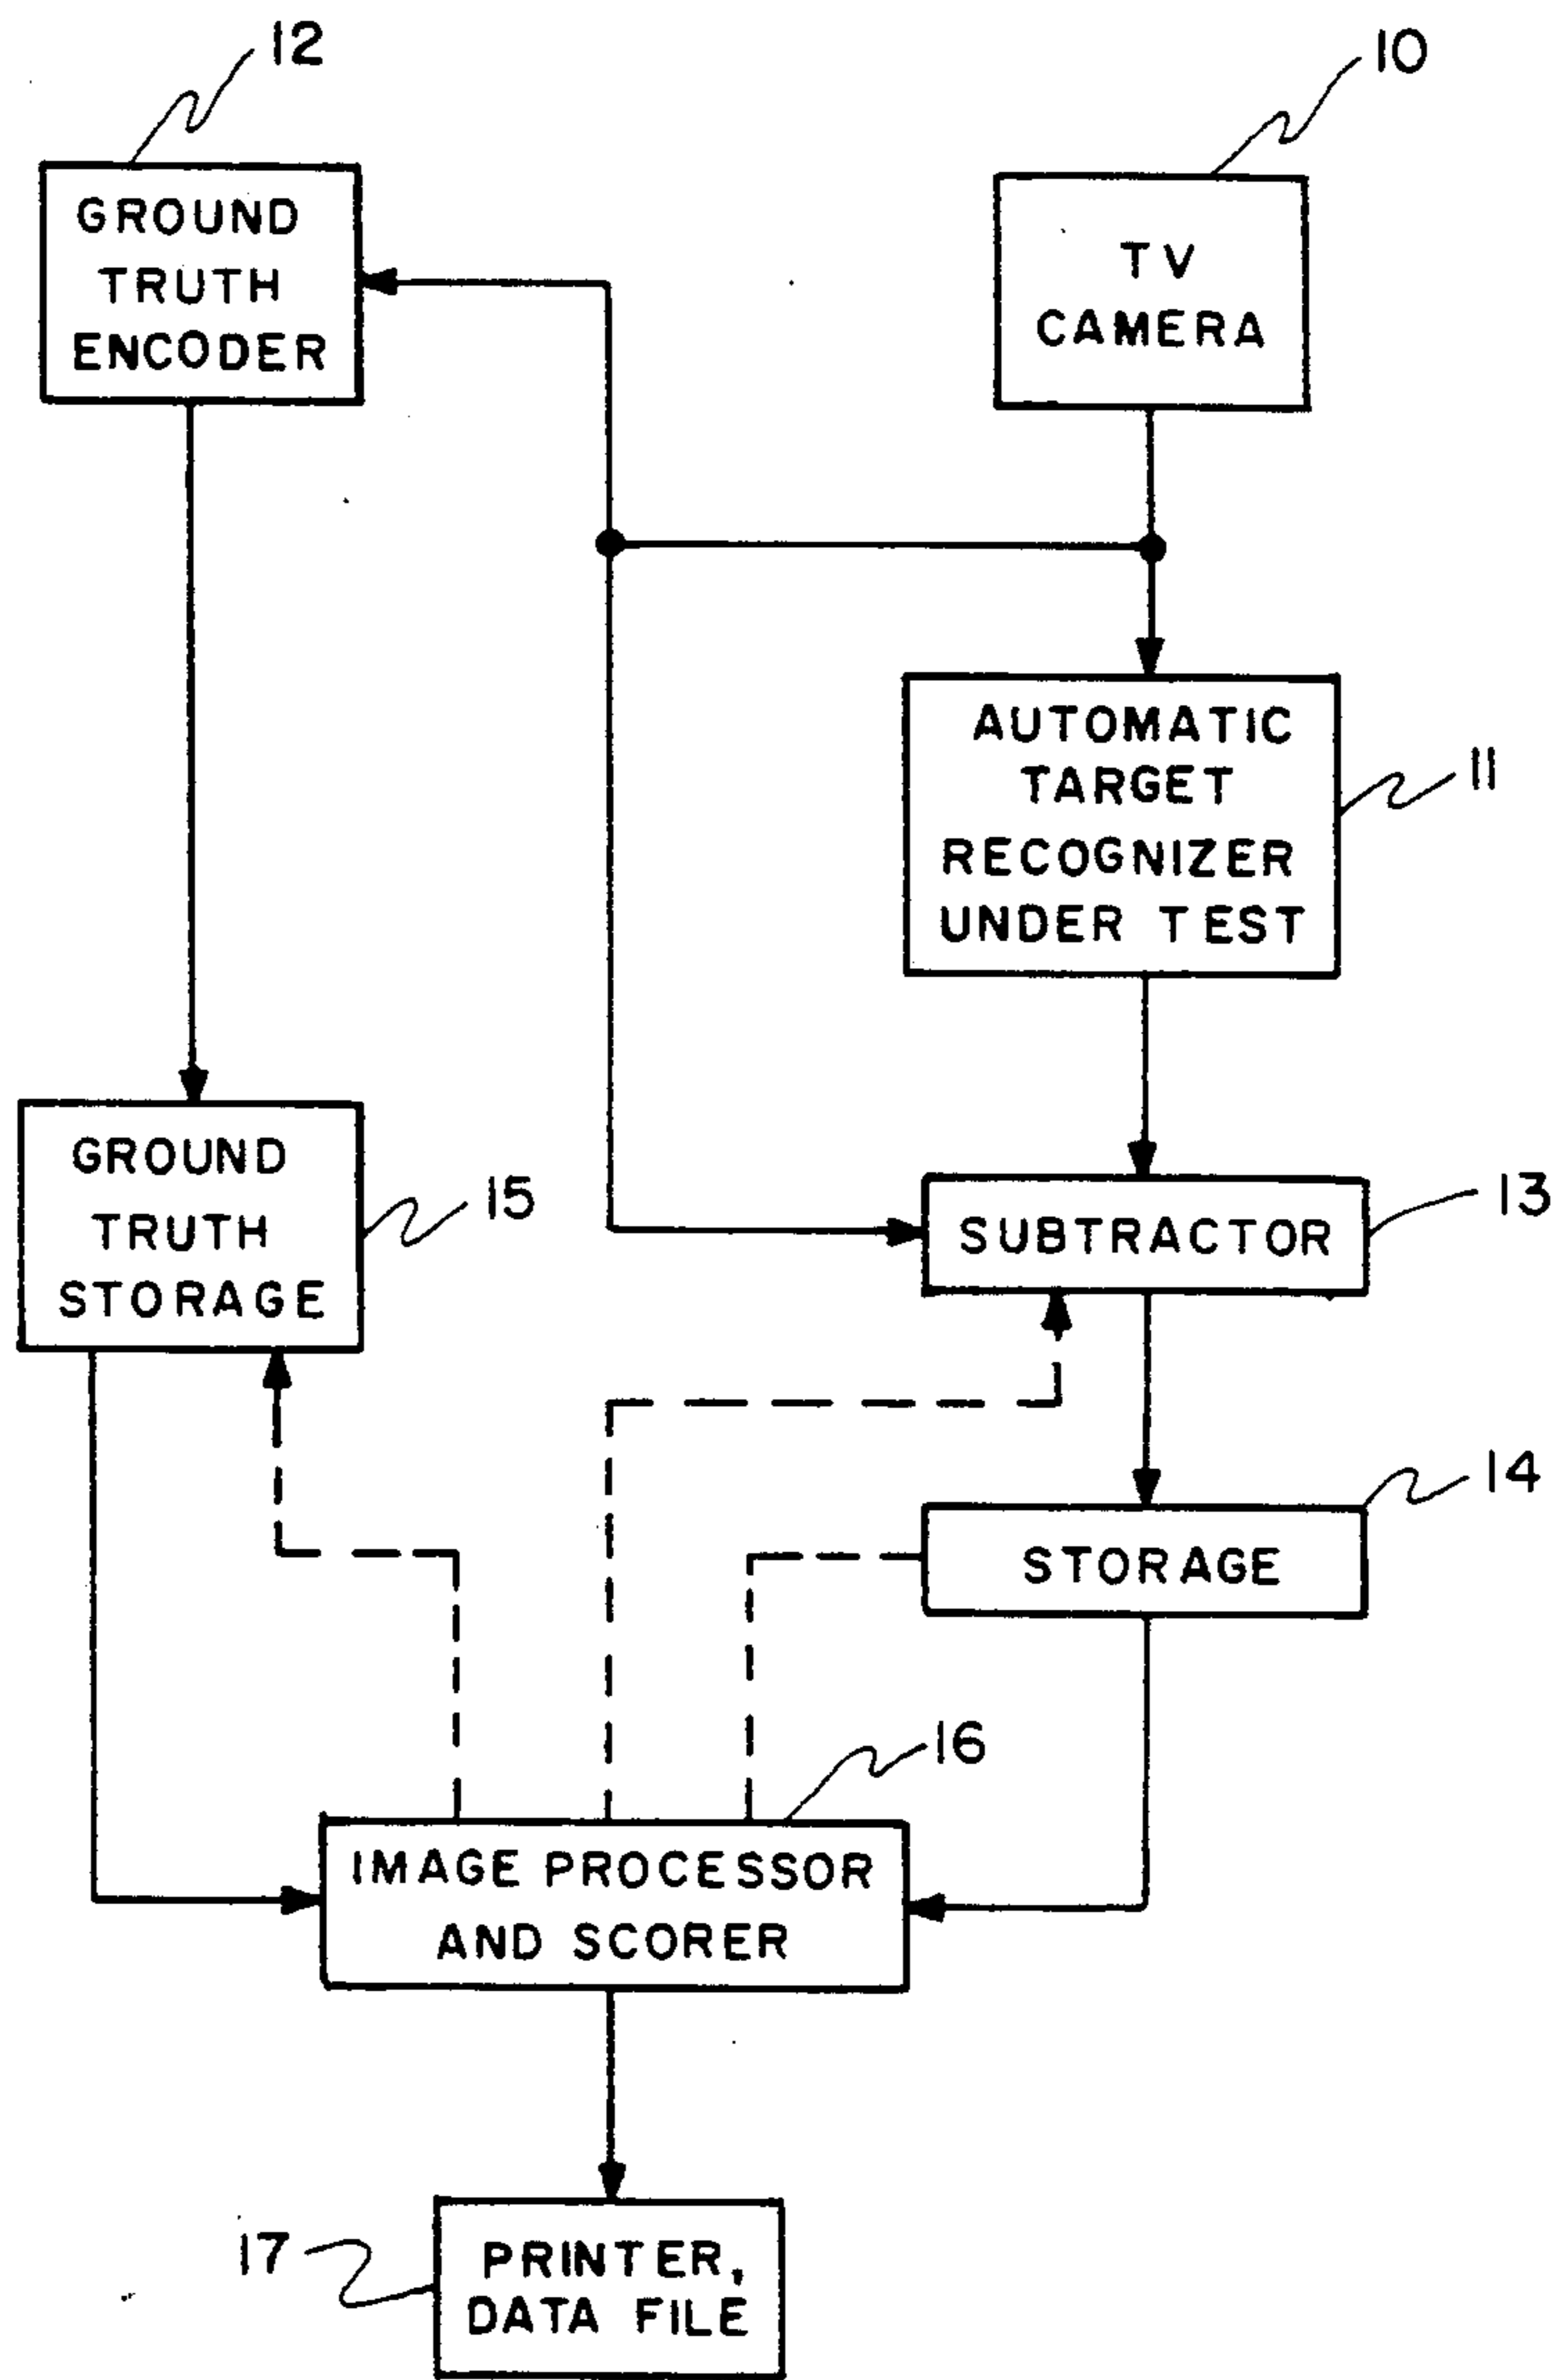 12
10
GROUND
TRUTH
ENCODER
TV
CAMERA
AUTOMATIC
TARGET
RECOGNIZER
UNDER TEST
11
GROUND
TRUTH
STORAGE
15
SUBTRACTOR
13
STORAGE
14
16
IMAGE PROCESSOR
AND SCORER
17
PRINTER,
DATA FILE